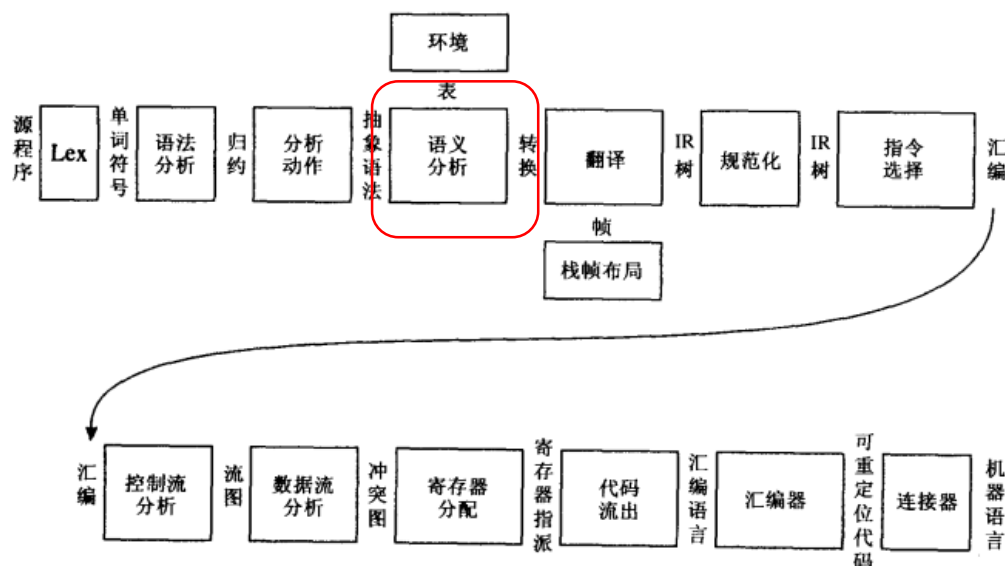 环境
表
源程序
Lex
单词符号
语法
分析
归约
分析
动作
抽象语法
语义
分析
转换
翻译
IR
树
规范化
IR
树
指令
选择
汇编
帧
栈帧布局
汇编
控制流
分析
流图
数据流
分析
冲突图
寄存器
分配
寄存器指派
代码
流出
汇编语言
汇编器
可重定位代码
连接器
机器语言